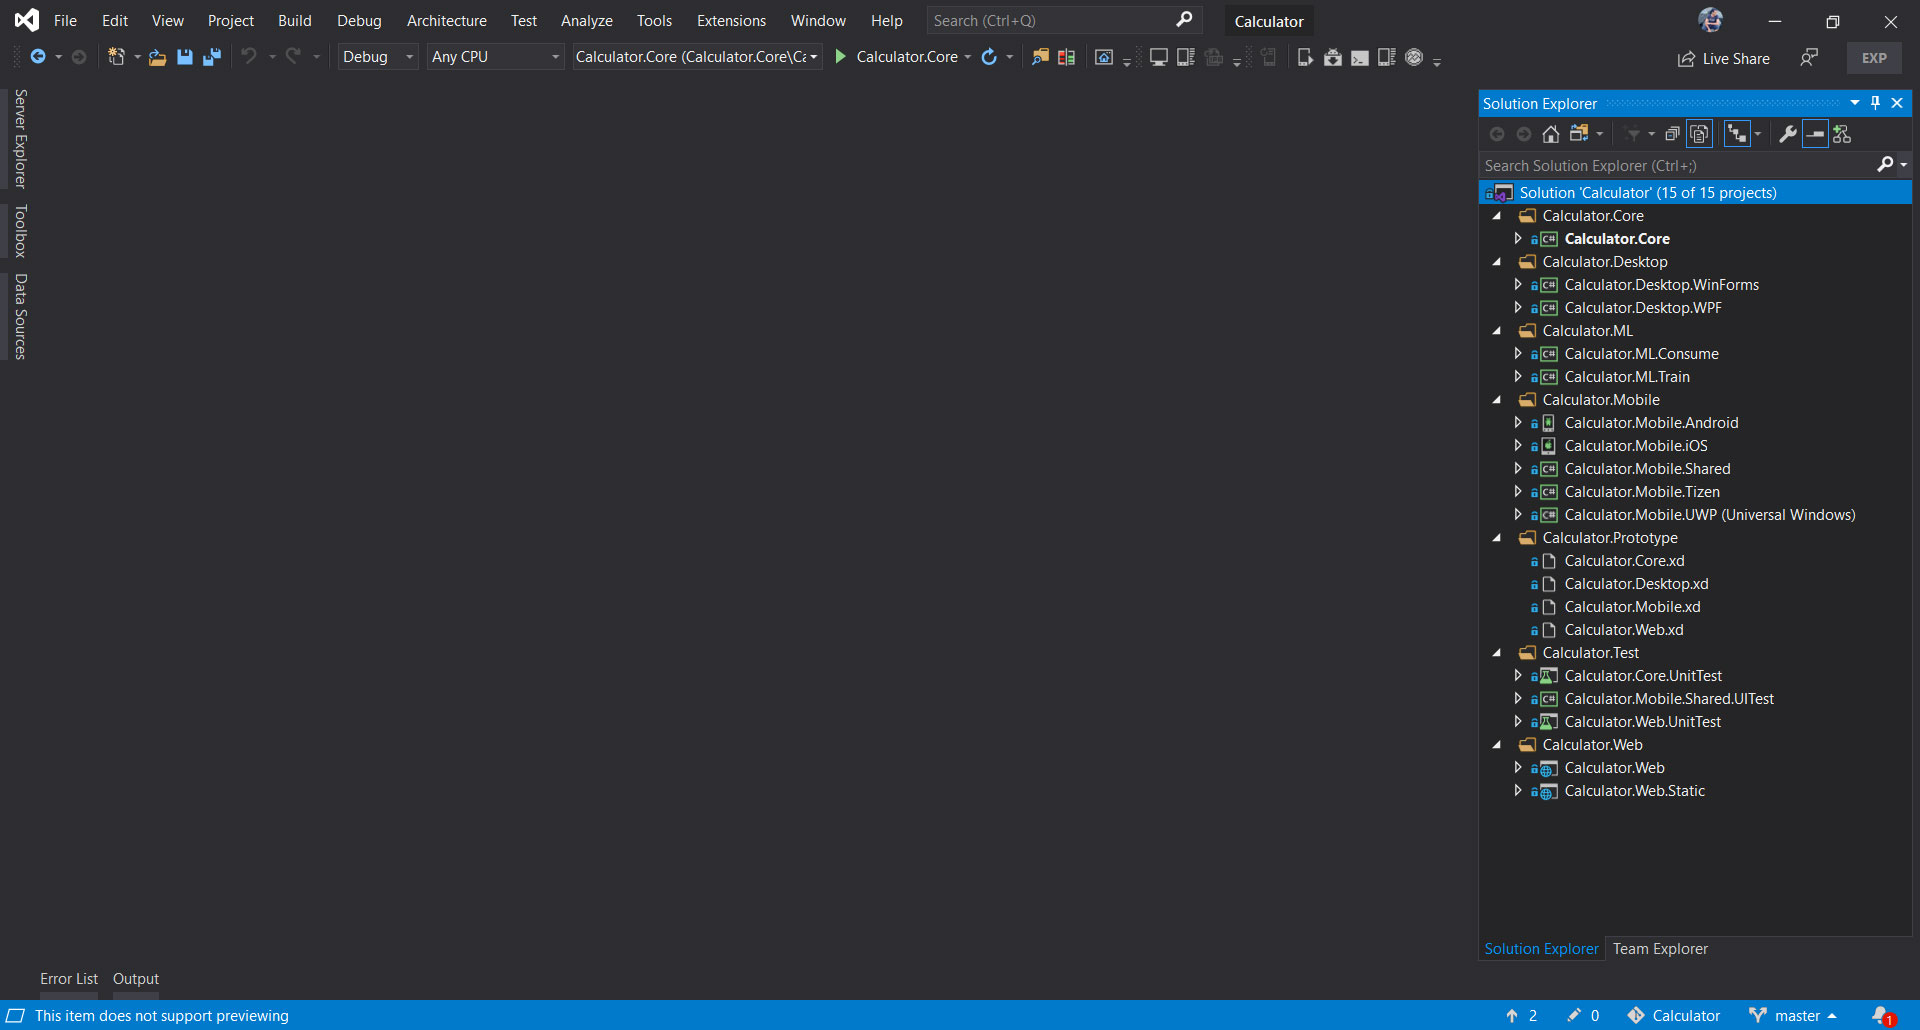 File Edit View Project Build Debug Architecture Test Analyze Tools Extensions Window Help Search (Ctrl+Q) Calculator
Debug Any CPU Calculator.Core (Calculator.Core\Ca Calculator.Core Live Share EXP
Server Explorer
Toolbox
Data Sources
Solution Explorer
Search Solution Explorer (Ctrl+;)
Solution 'Calculator' (15 of 15 projects)
Calculator.Core
C# Calculator.Core
Calculator.Desktop
C# Calculator.Desktop.WinForms
C# Calculator.Desktop.WPF
Calculator.ML
C# Calculator.ML.Consume
C# Calculator.ML.Train
Calculator.Mobile
Calculator.Mobile.Android
Calculator.Mobile.iOS
C# Calculator.Mobile.Shared
C# Calculator.Mobile.Tizen
C# Calculator.Mobile.UWP (Universal Windows)
Calculator.Prototype
Calculator.Core.xd
Calculator.Desktop.xd
Calculator.Mobile.xd
Calculator.Web.xd
Calculator.Test
Calculator.Core.UnitTest
C# Calculator.Mobile.Shared.UITest
Calculator.Web.UnitTest
Calculator.Web
Calculator.Web
Calculator.Web.Static
Solution Explorer Team Explorer
Error List Output
This item does not support previewing 2 0 Calculator master 1